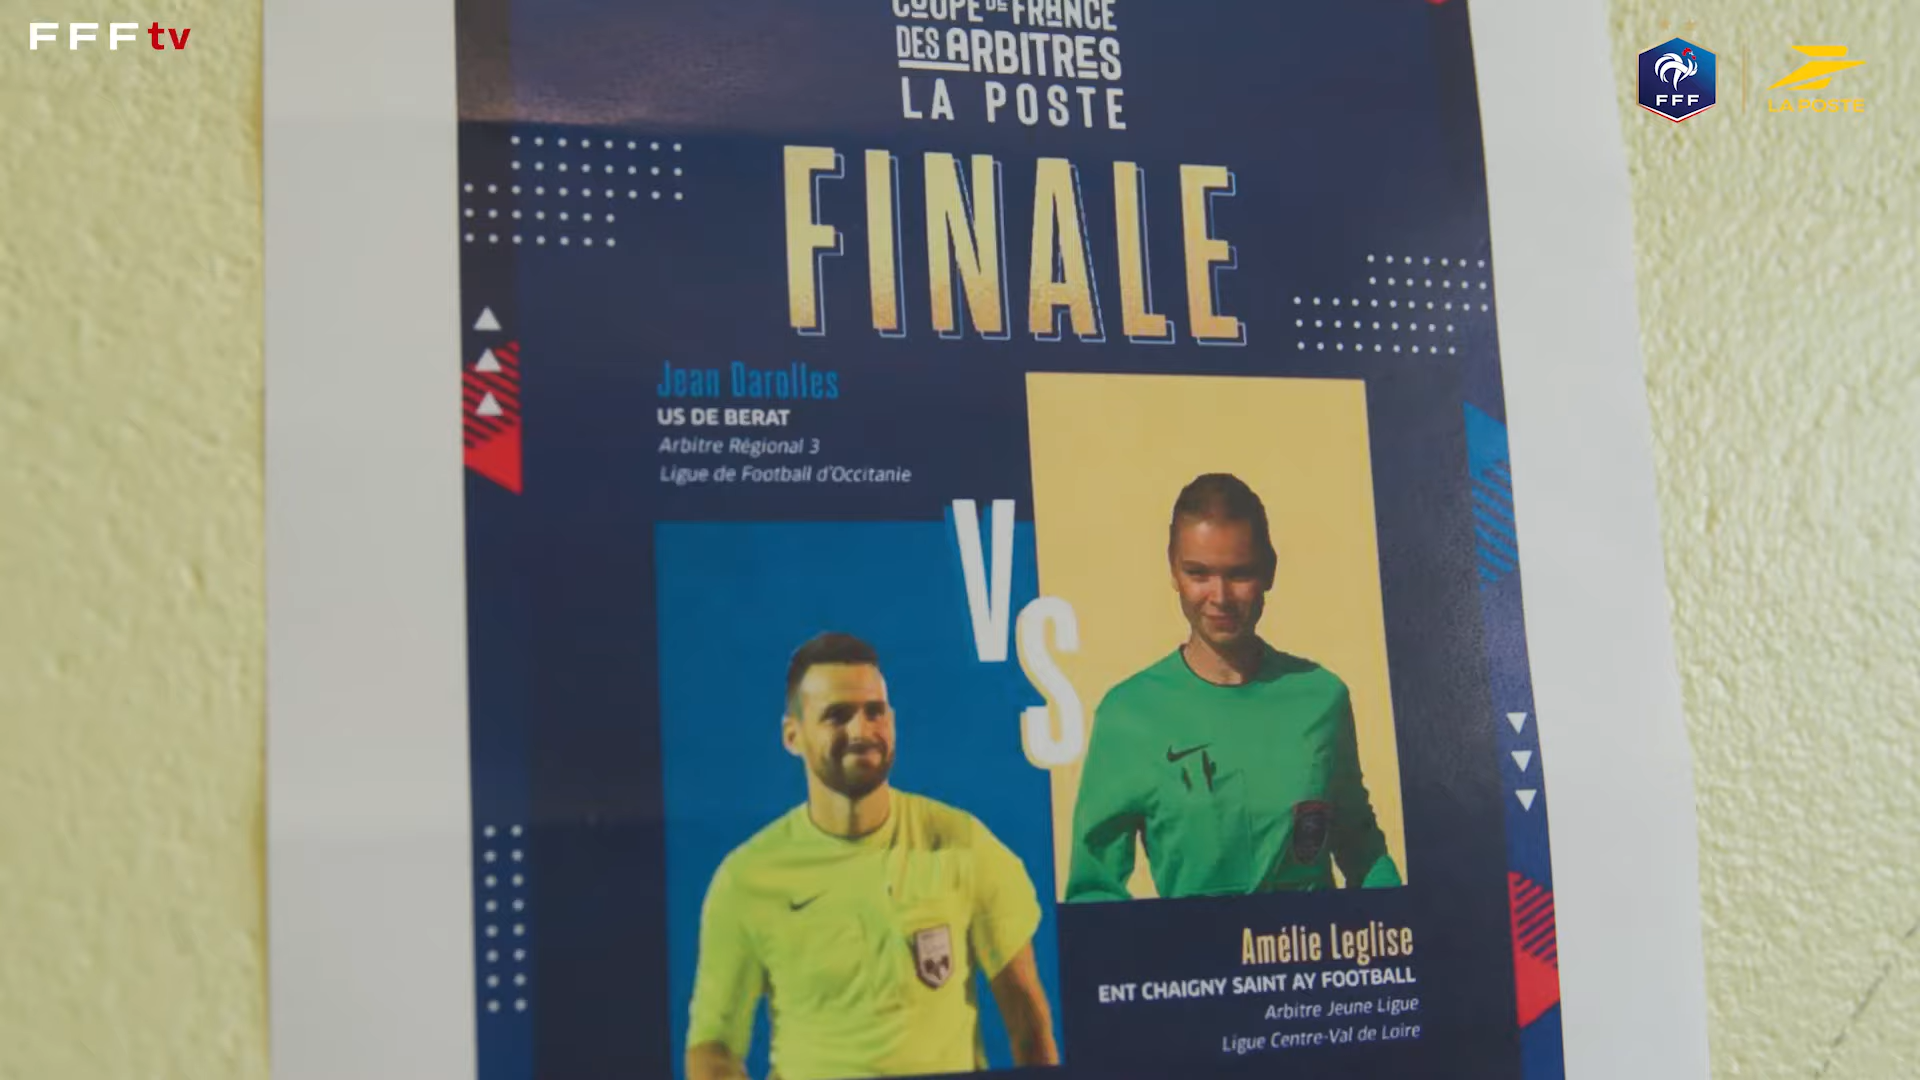 FFFtv
FFF
LA POSTE
COUPE DE FRANCE
DES ARBITRES
LA POSTE
FINALE
Jean Darolles
US DE BERAT
Arbitre Régional 3
Ligue de Football d'Occitanie
VS
Amélie Leglise
ENT CHAIGNY SAINT AY FOOTBALL
Arbitre Jeune Ligue
Ligue Centre-Val de Loire